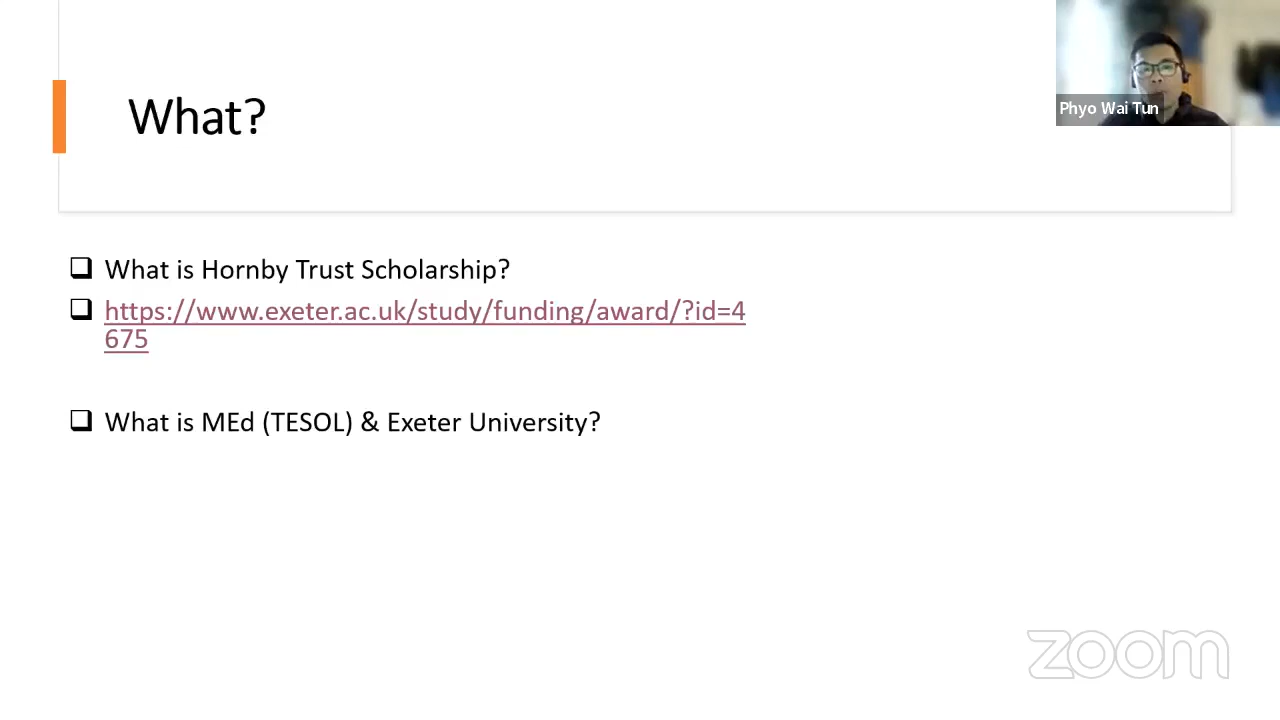 What?
Phyo Wai Tun
What is Hornby Trust Scholarship?
https://www.exeter.ac.uk/study/funding/award/?id=4
675
What is MEd (TESOL) & Exeter University?
zoom